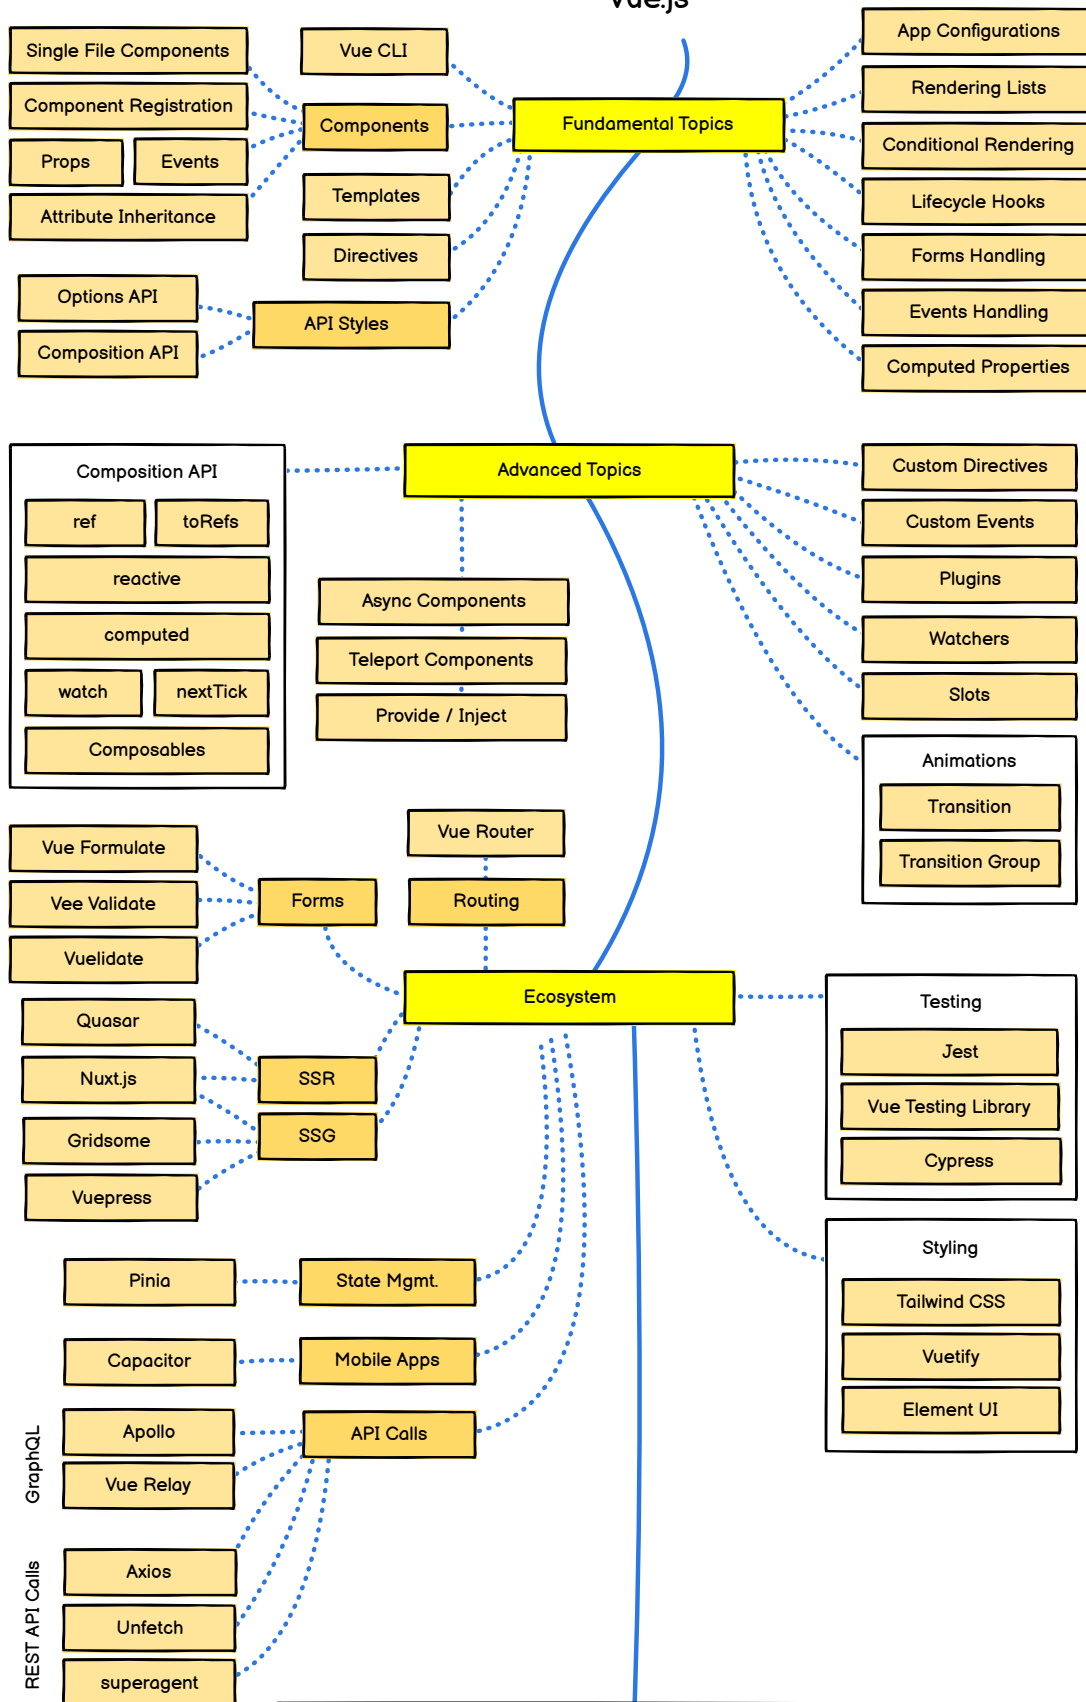 Vue.js
Single File Components
Component Registration
Props
Events
Attribute Inheritance
Options API
Composition API
Vue CLI
Components
Templates
Directives
API Styles
Fundamental Topics
App Configurations
Rendering Lists
Conditional Rendering
Lifecycle Hooks
Forms Handling
Events Handling
Computed Properties
Composition API
ref
toRefs
reactive
computed
watch
nextTick
Composables
Advanced Topics
Async Components
Teleport Components
Provide / Inject
Custom Directives
Custom Events
Plugins
Watchers
Slots
Animations
Transition
Transition Group
Vue Formulate
Vee Validate
Vuelidate
Forms
Vue Router
Routing
Ecosystem
Quasar
Nuxt.js
Gridsome
Vuepress
SSR
SSG
Testing
Jest
Vue Testing Library
Cypress
Styling
Tailwind CSS
Vuetify
Element UI
Pinia
State Mgmt.
Capacitor
Mobile Apps
API Calls
GraphQL
Apollo
Vue Relay
REST API Calls
Axios
Unfetch
superagent